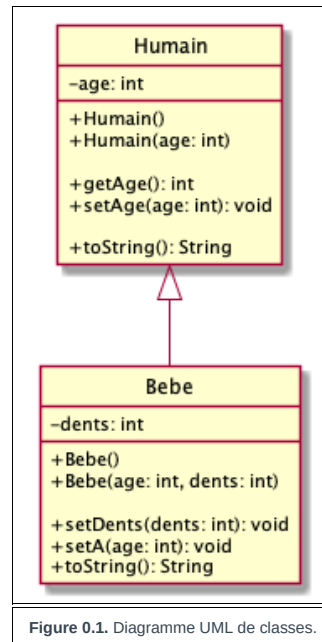 Humain
-age: int
+Humain()
+Humain(age: int)
+getAge(): int
+setAge(age: int): void
+toString(): String
Bebe
-dents: int
+Bebe()
+Bebe(age: int, dents: int)
+setDents(dents: int): void
+setA(age: int): void
+toString(): String
Figure 0.1. Diagramme UML de classes.